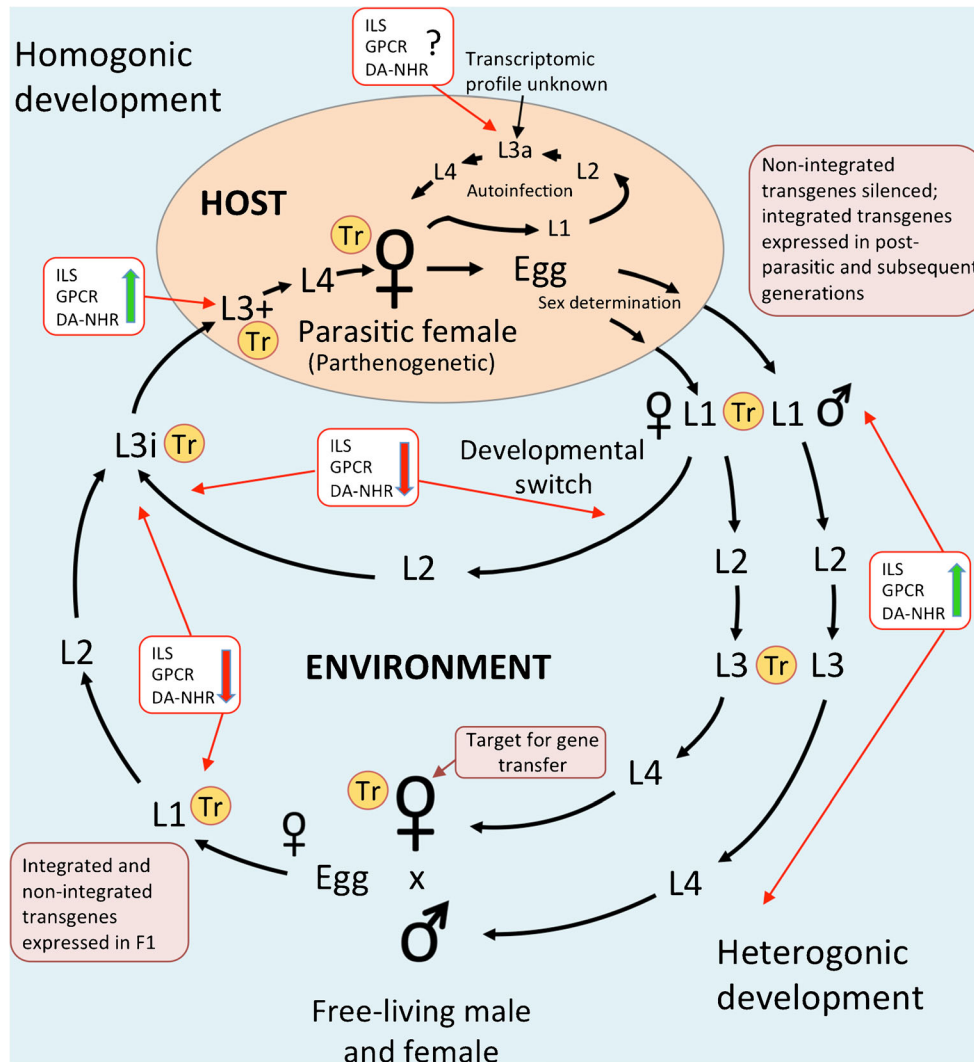 Homogonic
development
ILS
GPCR
DA-NHR
?
Transcriptomic
profile unknown
L3a
L4
L2
Autoinfection
L1
HOST
Tr
Non-integrated
transgenes silenced;
integrated transgenes
expressed in post-
parasitic and subsequent
generations
ILS
GPCR
DA-NHR
L3+
Tr
L4
Egg
Sex determination
Parasitic female
(Parthenogenetic)
♀ L1 Tr L1 ♂
L3i Tr
ILS
GPCR
DA-NHR
Developmental
switch
L2
L2
L2
ILS
GPCR
DA-NHR
L2
ILS
GPCR
DA-NHR
ENVIRONMENT
L3 Tr L3
Target for gene
transfer
L4
Tr ♀
L1 Tr
♀
Egg
x
L4
Integrated and
non-integrated
transgenes
expressed in F1
♂
Heterogonic
development
Free-living male
and female